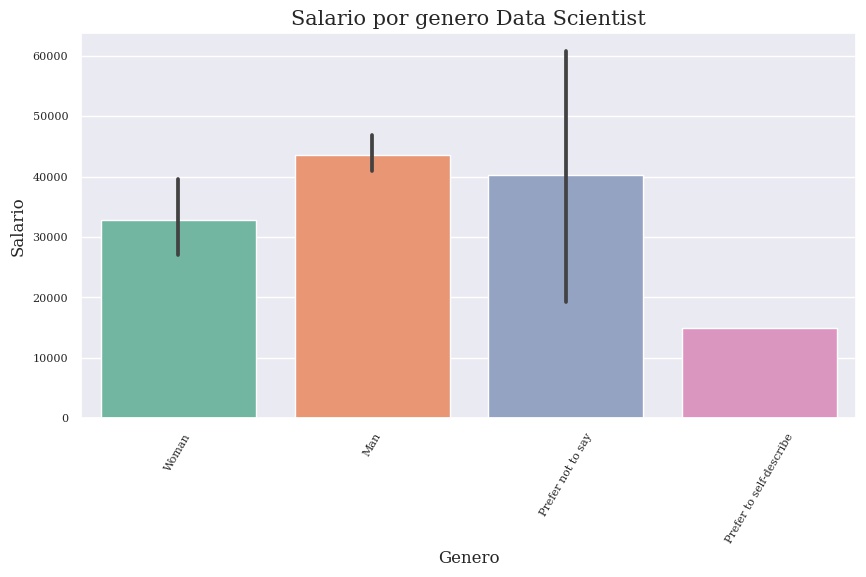 Salario por genero Data Scientist
Salario
60000
50000
40000
30000
20000
10000
0
Woman
Man
Prefer not to say
Prefer to self-describe
Genero